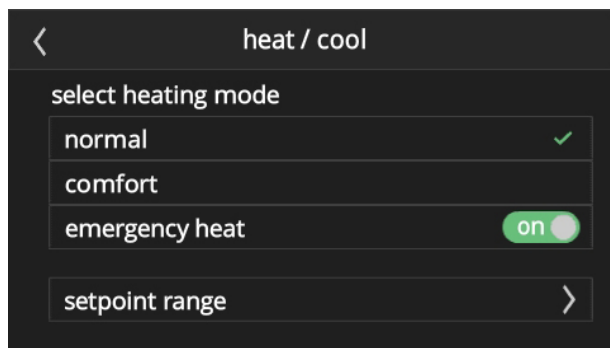 heat / cool
select heating mode
normal
comfort
emergency heat on
setpoint range